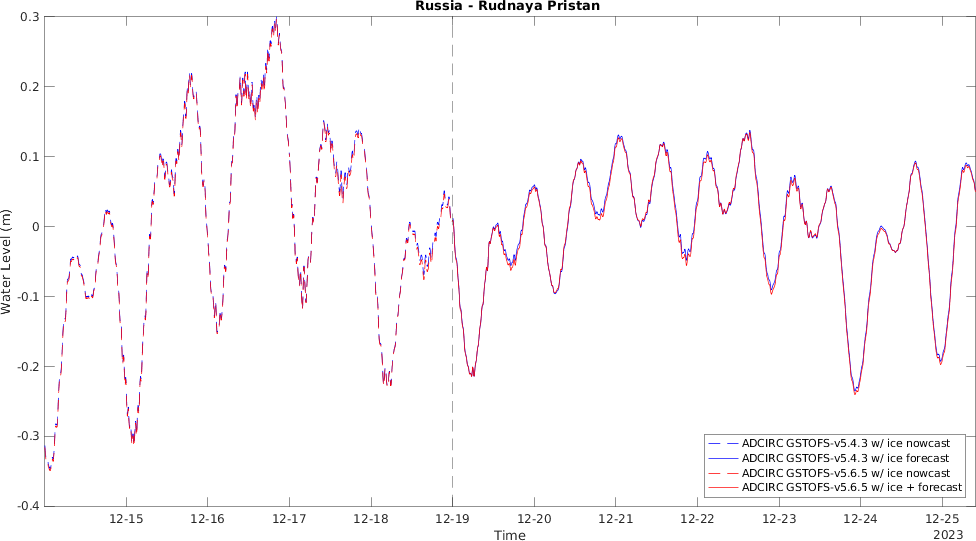 Russia - Rudnaya Pristan
0.3
0.2
0.1
0
-0.1
-0.2
-0.3
-0.4
Water Level (m)
ADCIRC GSTOFS-v5.4.3 w/ ice nowcast
ADCIRC GSTOFS-v5.4.3 w/ ice forecast
ADCIRC GSTOFS-v5.6.5 w/ ice nowcast
ADCIRC GSTOFS-v5.6.5 w/ ice + forecast
12-15 12-16 12-17 12-18 12-19 12-20 12-21 12-22 12-23 12-24 12-25
Time
2023